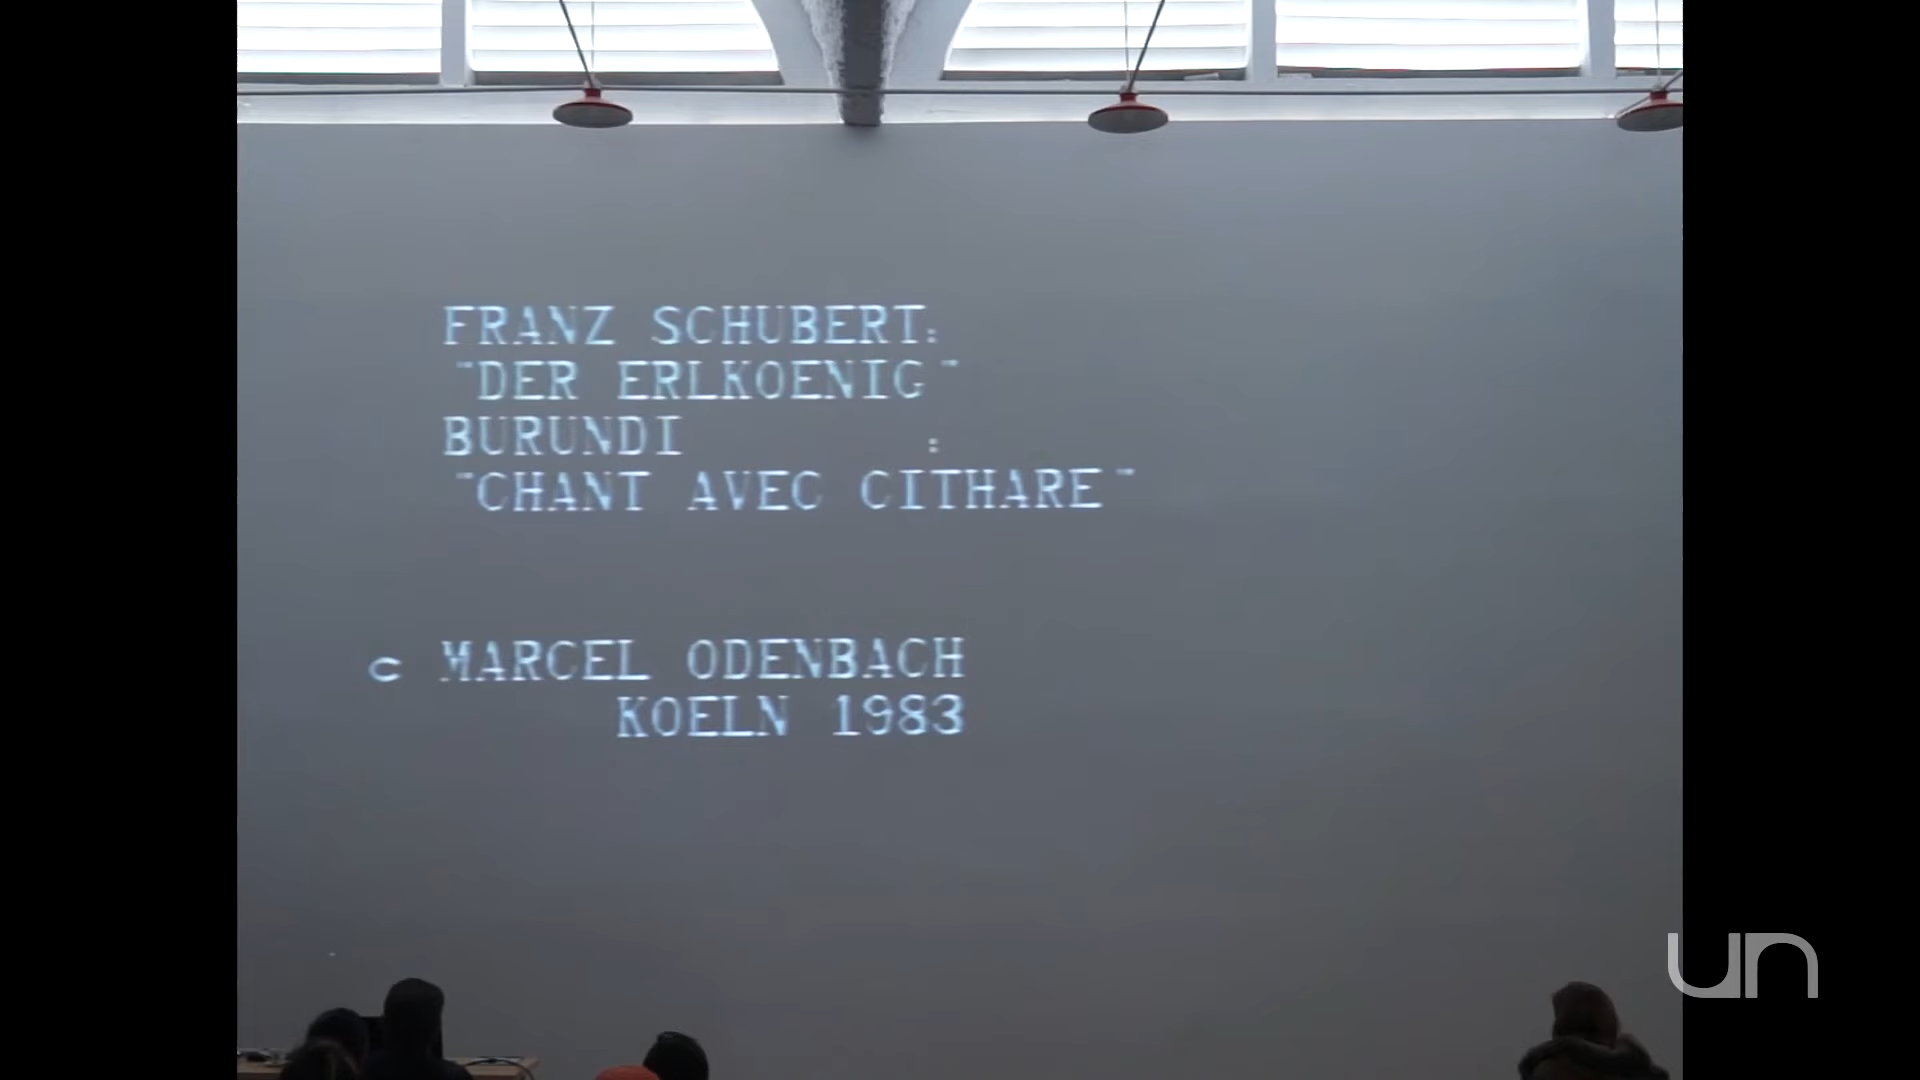 FRANZ SCHUBERT:
"DER ERLKOENIG"
BURUNDI :
"CHANT AVEC CITHARE"
c MARCEL ODENBACH
KOELN 1983
un